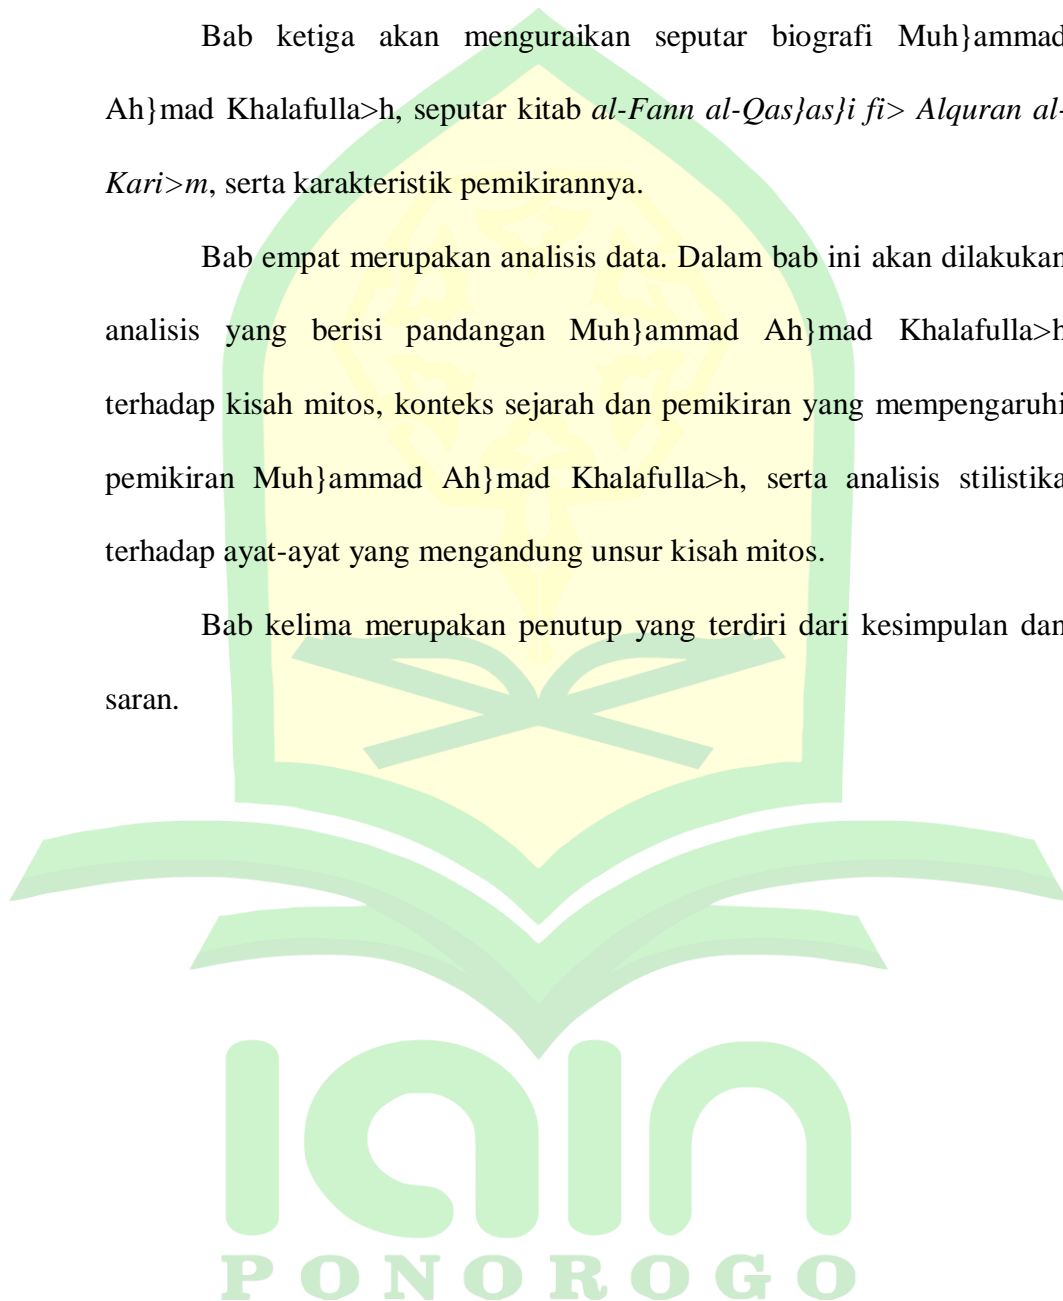 Bab ketiga akan menguraikan seputar biografi Muh}ammad
Ah}mad Khalafulla>h, seputar kitab al-Fann al-Qas}as}i fi> Alquran al-
Kari>m, serta karakteristik pemikirannya.
Bab empat merupakan analisis data. Dalam bab ini akan dilakukan
analisis yang berisi pandangan Muh}ammad Ah}mad Khalafulla>h
terhadap kisah mitos, konteks sejarah dan pemikiran yang mempengaruhi
pemikiran Muh}ammad Ah}mad Khalafulla>h, serta analisis stilistika
terhadap ayat-ayat yang mengandung unsur kisah mitos.
Bab kelima merupakan penutup yang terdiri dari kesimpulan dan
saran.
iain
PONOROGO